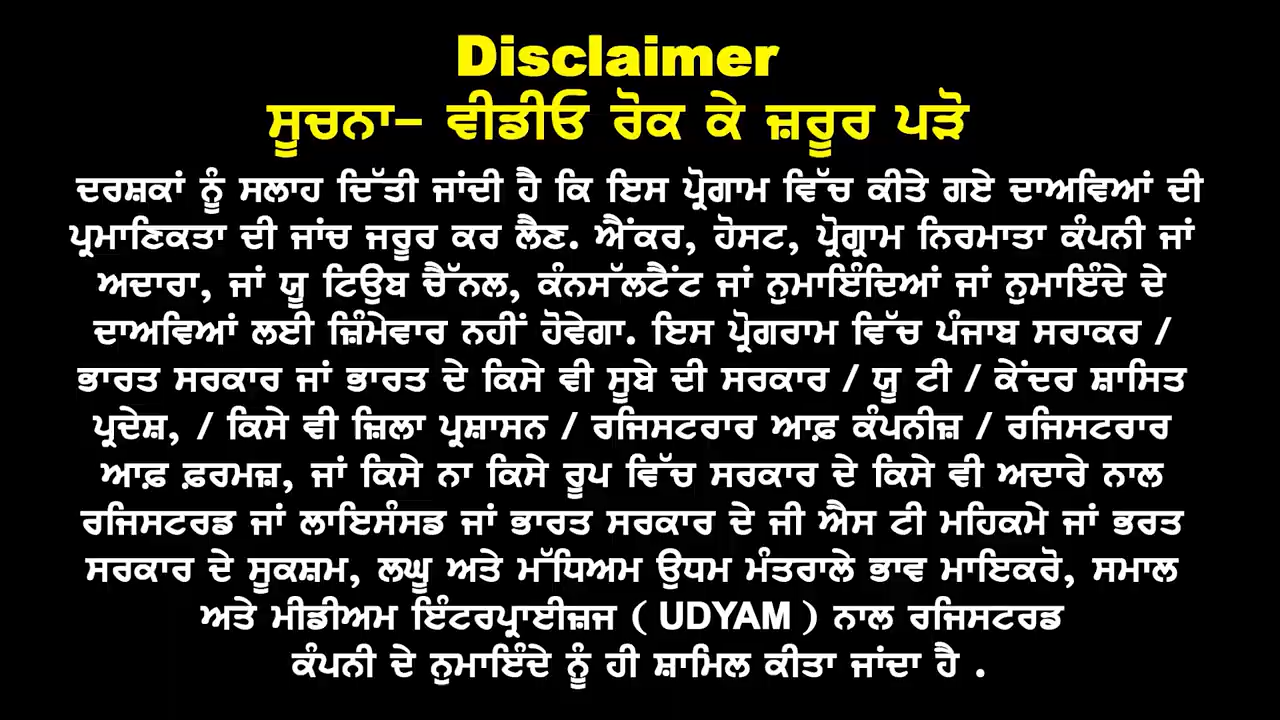 Disclaimer
ਸੂਚਨਾ- ਵੀਡੀਓ ਰੋਕ ਕੇ ਜ਼ਰੂਰ ਪੜੋ
ਦਰਸ਼ਕਾਂ ਨੂੰ ਸਲਾਹ ਦਿੱਤੀ ਜਾਂਦੀ ਹੈ ਕਿ ਇਸ ਪ੍ਰੋਗਾਮ ਵਿੱਚ ਕੀਤੇ ਗਏ ਦਾਅਵਿਆਂ ਦੀ
ਪ੍ਰਮਾਣਿਕਤਾ ਦੀ ਜਾਂਚ ਜਰੂਰ ਕਰ ਲੈਣ. ਐਂਕਰ, ਹੋਸਟ, ਪ੍ਰੋਗ੍ਰਾਮ ਨਿਰਮਾਤਾ ਕੰਪਨੀ ਜਾਂ
ਅਦਾਰਾ, ਜਾਂ ਯੂ ਟਿਉਬ ਚੈੱਨਲ, ਕੰਨਸੱਲਟੈਂਟ ਜਾਂ ਨੁਮਾਇੰਦਿਆਂ ਜਾਂ ਨੁਮਾਇੰਦੇ ਦੇ
ਦਾਅਵਿਆਂ ਲਈ ਜ਼ਿੰਮੇਵਾਰ ਨਹੀਂ ਹੋਵੇਗਾ. ਇਸ ਪ੍ਰੋਗਰਾਮ ਵਿੱਚ ਪੰਜਾਬ ਸਰਾਕਰ /
ਭਾਰਤ ਸਰਕਾਰ ਜਾਂ ਭਾਰਤ ਦੇ ਕਿਸੇ ਵੀ ਸੂਬੇ ਦੀ ਸਰਕਾਰ / ਯੂ ਟੀ / ਕੇਂਦਰ ਸ਼ਾਸਿਤ
ਪ੍ਰਦੇਸ਼, / ਕਿਸੇ ਵੀ ਜ਼ਿਲਾ ਪ੍ਰਸ਼ਾਸਨ / ਰਜਿਸਟਰਾਰ ਆਫ਼ ਕੰਪਨੀਜ਼ / ਰਜਿਸਟਰਾਰ
ਆਫ਼ ਫ਼ਰਮਜ਼, ਜਾਂ ਕਿਸੇ ਨਾ ਕਿਸੇ ਰੂਪ ਵਿੱਚ ਸਰਕਾਰ ਦੇ ਕਿਸੇ ਵੀ ਅਦਾਰੇ ਨਾਲ
ਰਜਿਸਟਰਡ ਜਾਂ ਲਾਇਸੰਸਡ ਜਾਂ ਭਾਰਤ ਸਰਕਾਰ ਦੇ ਜੀ ਐਸ ਟੀ ਮਹਿਕਮੇ ਜਾਂ ਭਰਤ
ਸਰਕਾਰ ਦੇ ਸੂਕਸ਼ਮ, ਲਘੂ ਅਤੇ ਮੱਧਿਅਮ ਉਧਮ ਮੰਤਰਾਲੇ ਭਾਵ ਮਾਇਕਰੋ, ਸਮਾਲ
ਅਤੇ ਮੀਡੀਅਮ ਇੰਟਰਪ੍ਰਾਈਜ਼ਜ ( UDYAM ) ਨਾਲ ਰਜਿਸਟਰਡ
ਕੰਪਨੀ ਦੇ ਨੁਮਾਇੰਦੇ ਨੂੰ ਹੀ ਸ਼ਾਮਿਲ ਕੀਤਾ ਜਾਂਦਾ ਹੈ .